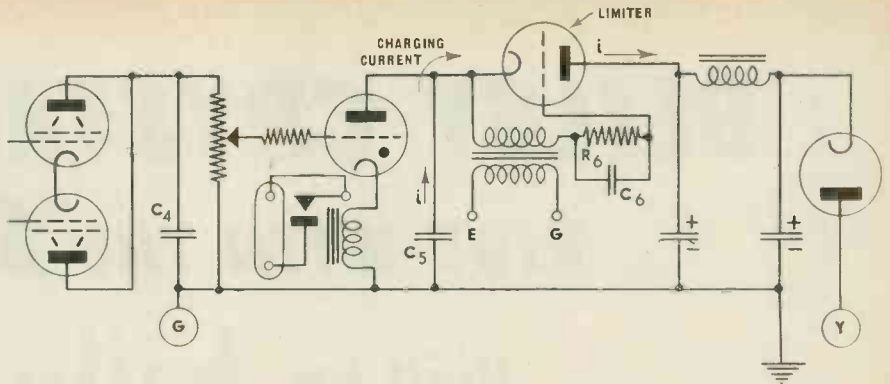 LIMITER
CHARGING
CURRENT
i
C4
i
C5
R6
C6
E
G
+
−
+
−
G
Y